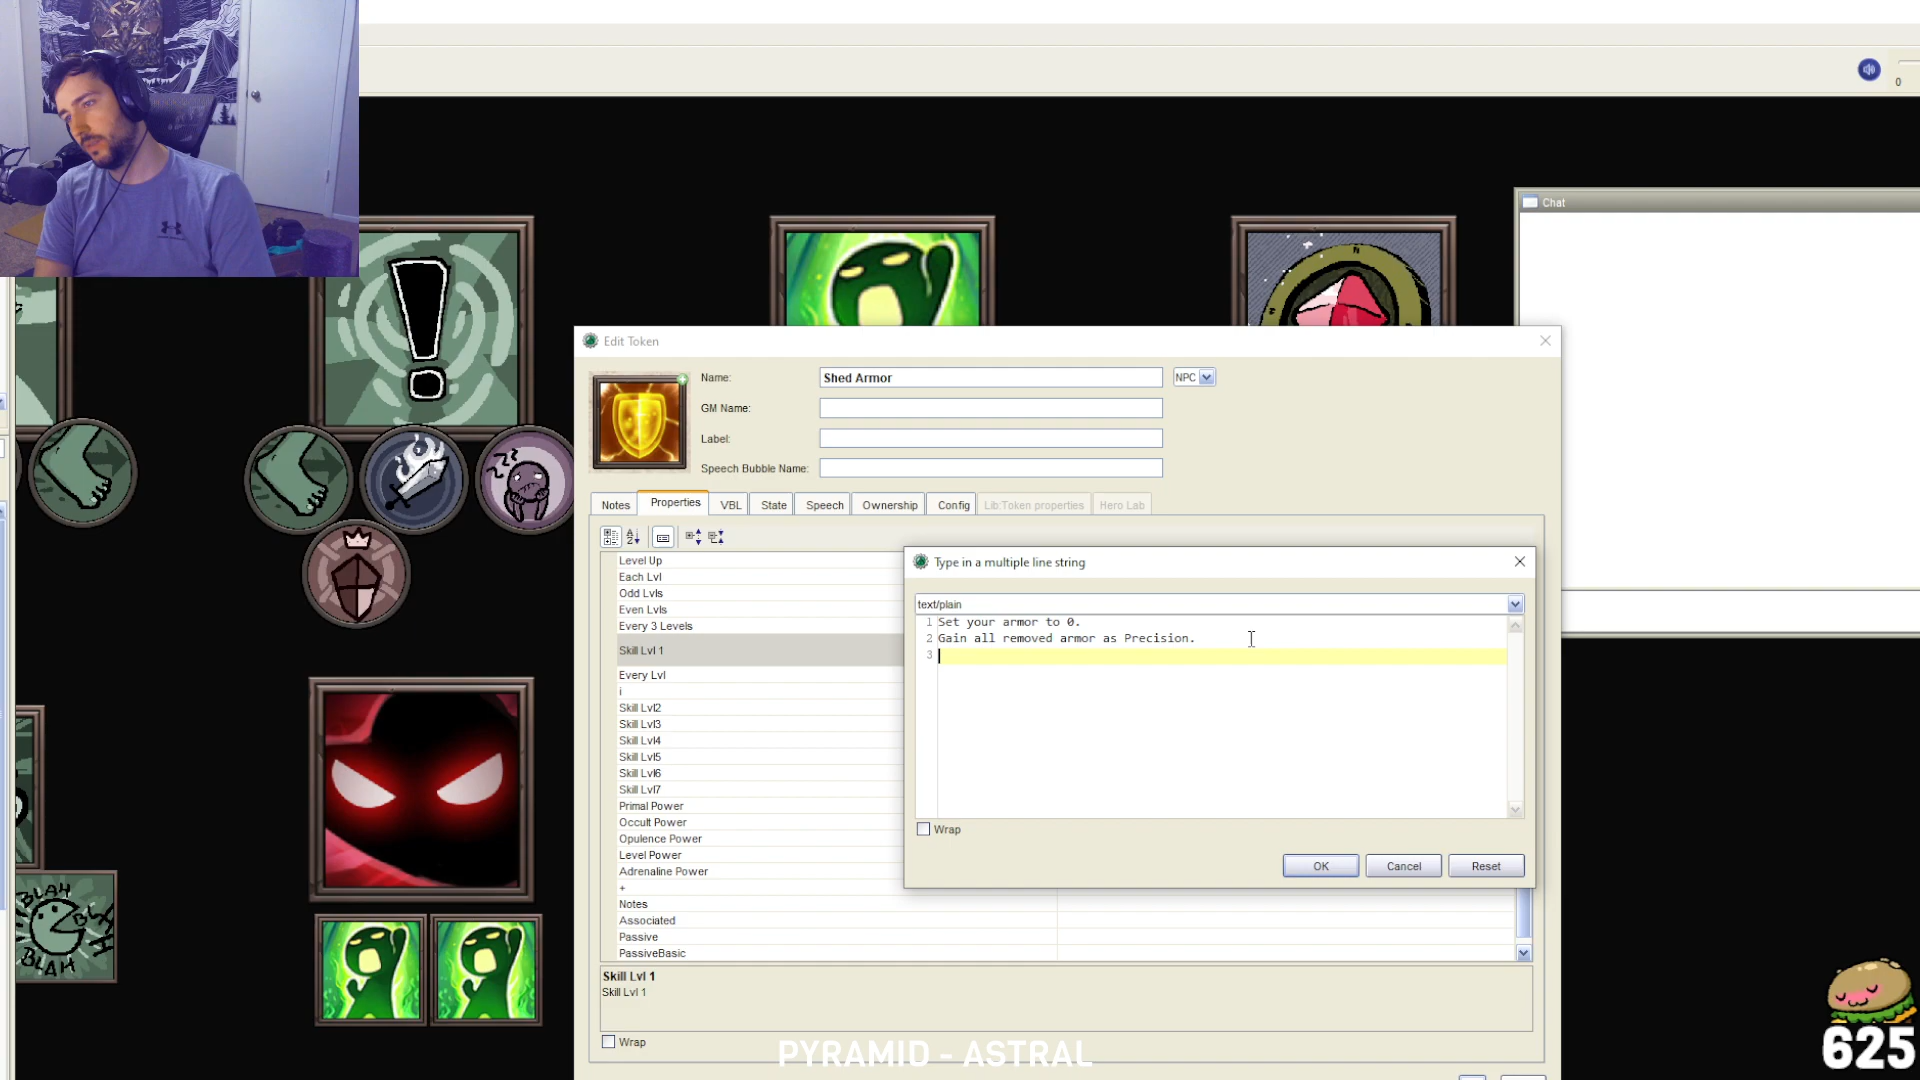 0
Chat
Edit Token
Name:
Shed Armor
NPC
GM Name:
Label:
Speech Bubble Name:
Notes
Properties
VBL
State
Speech
Ownership
Config
Lib:Token properties
Hero Lab
Level Up
Each Lvl
Odd Lvls
Even Lvls
Every 3 Levels
Skill Lvl 1
Every Lvl
i
Skill Lvl2
Skill Lvl3
Skill Lvl4
Skill Lvl5
Skill Lvl6
Skill Lvl7
Primal Power
Occult Power
Opulence Power
Level Power
Adrenaline Power
+
Notes
Associated
Passive
PassiveBasic
Type in a multiple line string
text/plain
1 Set your armor to 0.
2 Gain all removed armor as Precision.
3
Wrap
OK
Cancel
Reset
Skill Lvl 1
Skill Lvl 1
Wrap
BLAH
BLAH
BLAH
PYRAMID - ASTRAL
625